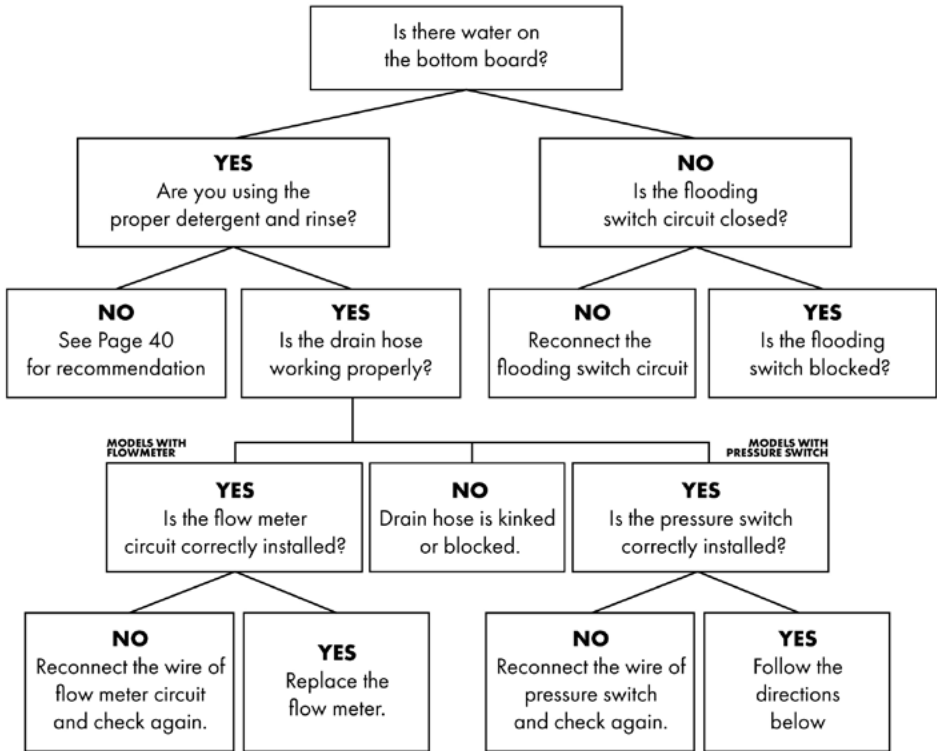 Is there water on
the bottom board?
YES
Are you using the
proper detergent and rinse?
NO
Is the flooding
switch circuit closed?
NO
See Page 40
for recommendation
YES
Is the drain hose
working properly?
NO
Reconnect the
flooding switch circuit
YES
Is the flooding
switch blocked?
MODELS WITH
FLOWMETER
MODELS WITH
PRESSURE SWITCH
YES
Is the flow meter
circuit correctly installed?
NO
Drain hose is kinked
or blocked.
YES
Is the pressure switch
correctly installed?
NO
Reconnect the wire of
flow meter circuit
and check again.
YES
Replace the
flow meter.
NO
Reconnect the wire of
pressure switch
and check again.
YES
Follow the
directions
below